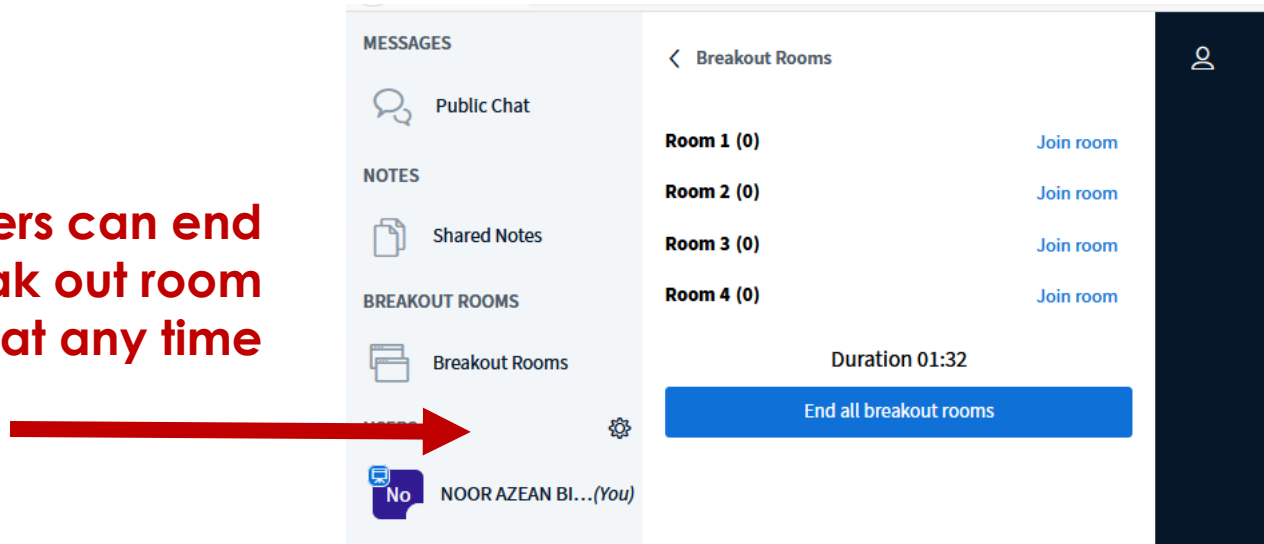 ers can end
ak out room
at any time
MESSAGES
Public Chat
NOTES
Shared Notes
BREAKOUT ROOMS
Breakout Rooms
No NOOR AZEAN BI...(You)
Breakout Rooms
Room 1 (0) Join room
Room 2 (0) Join room
Room 3 (0) Join room
Room 4 (0) Join room
Duration 01:32
End all breakout rooms